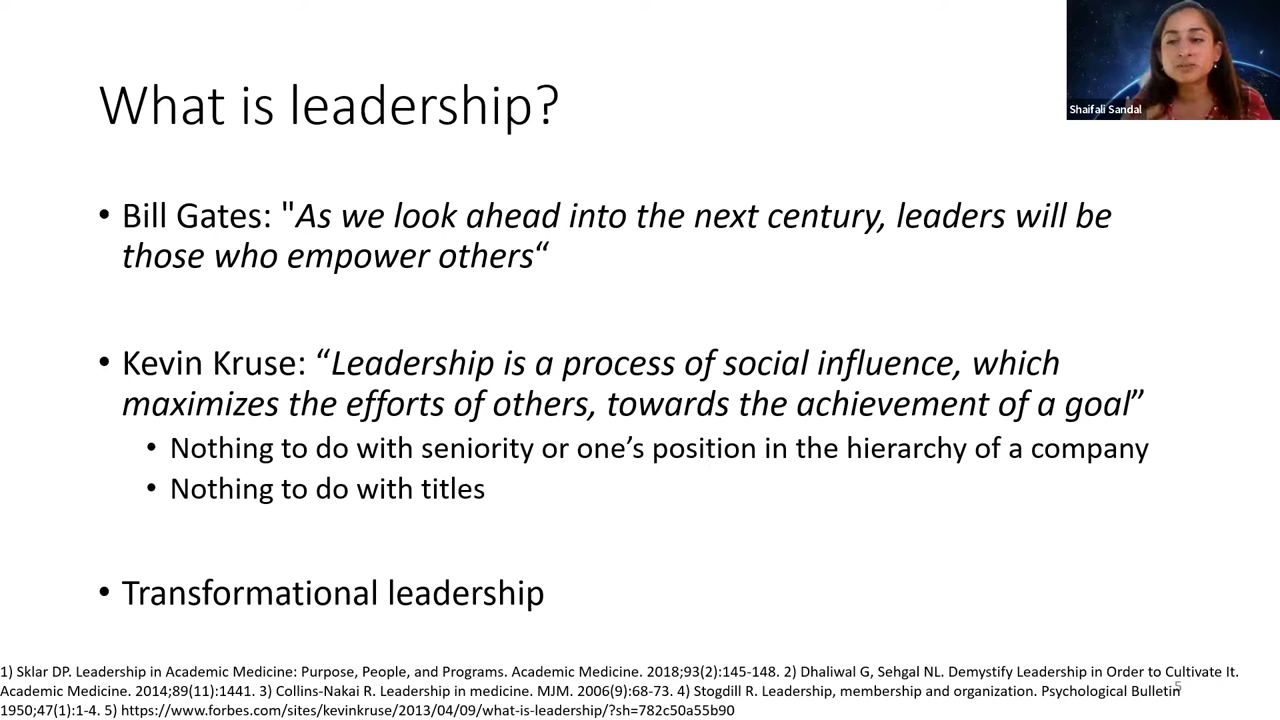 What is leadership?
Shaifali Sandal
• Bill Gates: "As we look ahead into the next century, leaders will be
those who empower others“
• Kevin Kruse: “Leadership is a process of social influence, which
maximizes the efforts of others, towards the achievement of a goal”
• Nothing to do with seniority or one’s position in the hierarchy of a company
• Nothing to do with titles
• Transformational leadership
1) Sklar DP. Leadership in Academic Medicine: Purpose, People, and Programs. Academic Medicine. 2018;93(2):145-148. 2) Dhaliwal G, Sehgal NL. Demystify Leadership in Order to Cultivate It.
Academic Medicine. 2014;89(11):1441. 3) Collins-Nakai R. Leadership in medicine. MJM. 2006(9):68-73. 4) Stogdill R. Leadership, membership and organization. Psychological Bulletin
1950;47(1):1-4. 5) https://www.forbes.com/sites/kevinkruse/2013/04/09/what-is-leadership/?sh=782c50a55b90
5